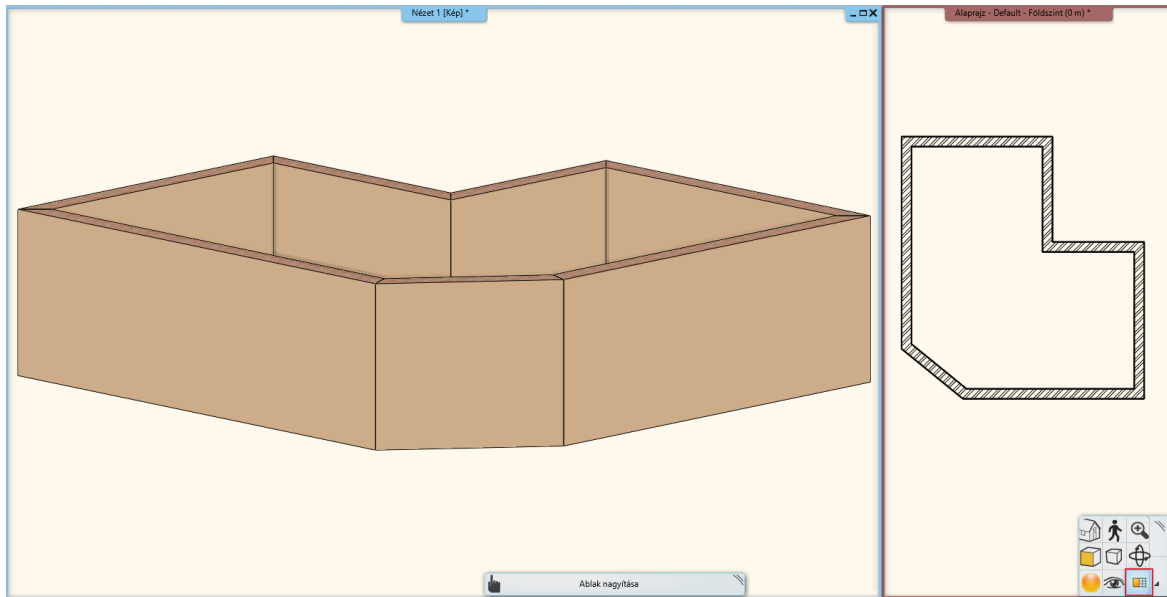 Nézet 1 [Kép] *
Alaprajz - Default - Földszint (0 m) *
Ablak nagyítása